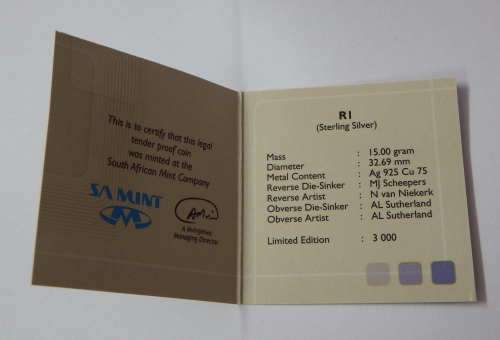 This is to certify that this legal
tender proof coin
was minted at the
South African Mint Company
SA MINT
Managing Director
R1
(Sterling Silver)
Mass : 15.00 gram
Diameter : 32.69 mm
Metal Content : Ag 925 Cu 75
Reverse Die-Sinker : MJ Scheepers
Reverse Artist : N van Niekerk
Obverse Die-Sinker : AL Sutherland
Obverse Artist : AL Sutherland
Limited Edition : 3 000